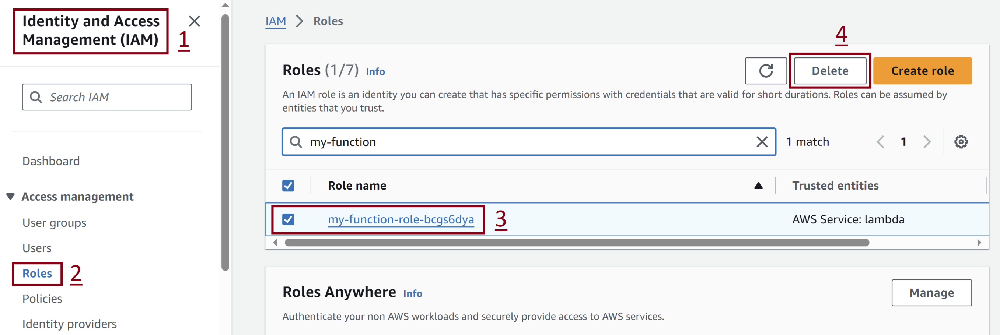 Identity and Access
Management (IAM)
1
Search IAM
Dashboard
Access management
User groups
Users
Roles
2
Policies
Identity providers
IAM
Roles
4
Roles (1/7) Info
Delete
Create role
An IAM role is an identity you can create that has specific permissions with credentials that are valid for short durations. Roles can be assumed by
entities that you trust.
my-function
1 match
1
Role name
Trusted entities
my-function-role-bcgs6dya
3
AWS Service: lambda
Roles Anywhere Info
Manage
Authenticate your non AWS workloads and securely provide access to AWS services.